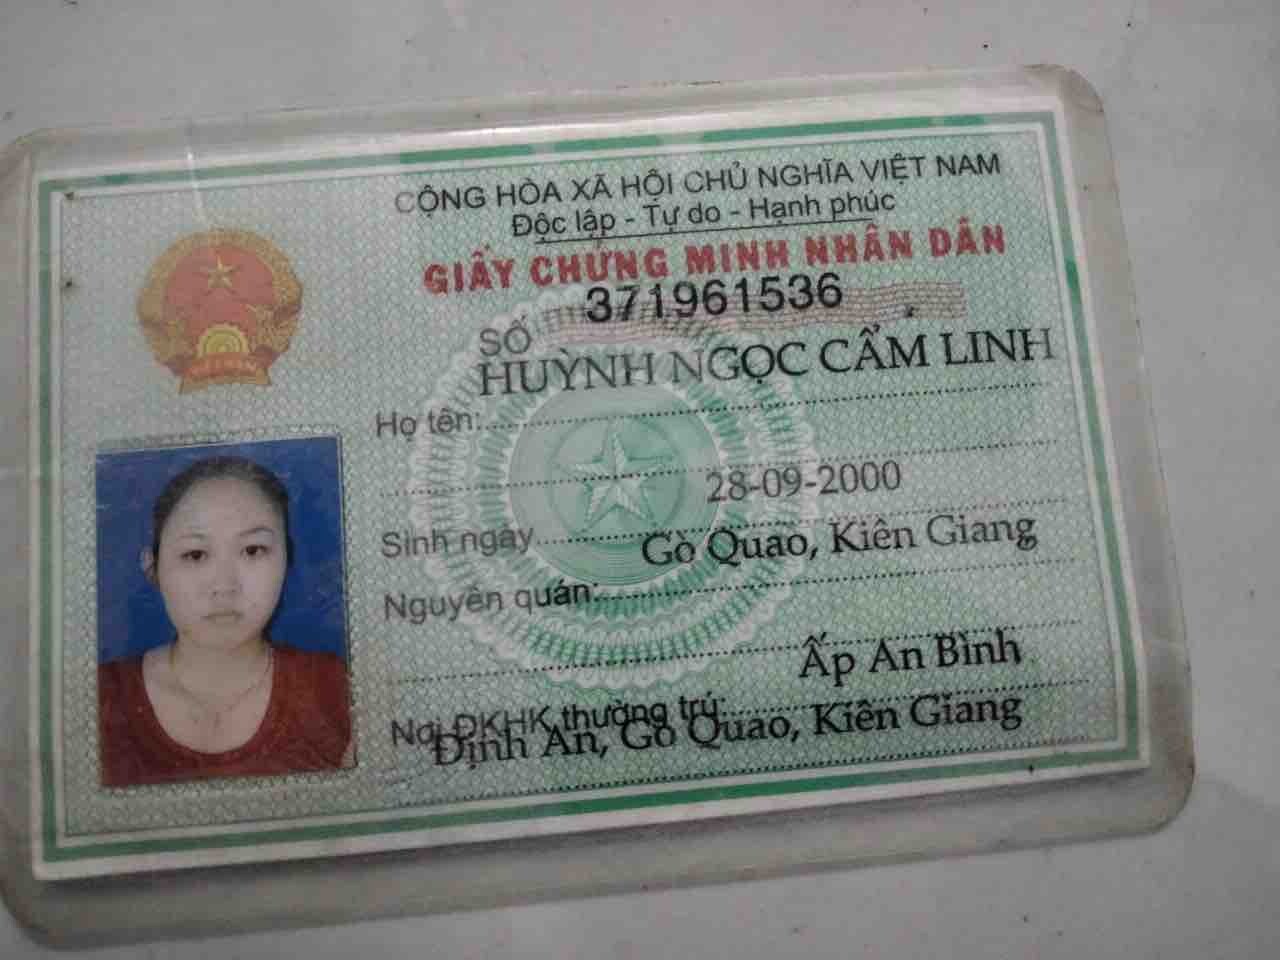 CỘNG HÒA XÃ HỘI CHỦ NGHĨA VIỆT NAM
Độc lập - Tự do - Hạnh phúc
GIẤY CHỨNG MINH NHÂN DÂN
SỐ 371961536
Họ tên: HUỲNH NGỌC CẨM LINH
Sinh ngày 28-09-2000
Nguyên quán: Gò Quao, Kiên Giang
Nơi ĐKHK thường trú: Ấp An Bình
Định An, Gò Quao, Kiên Giang